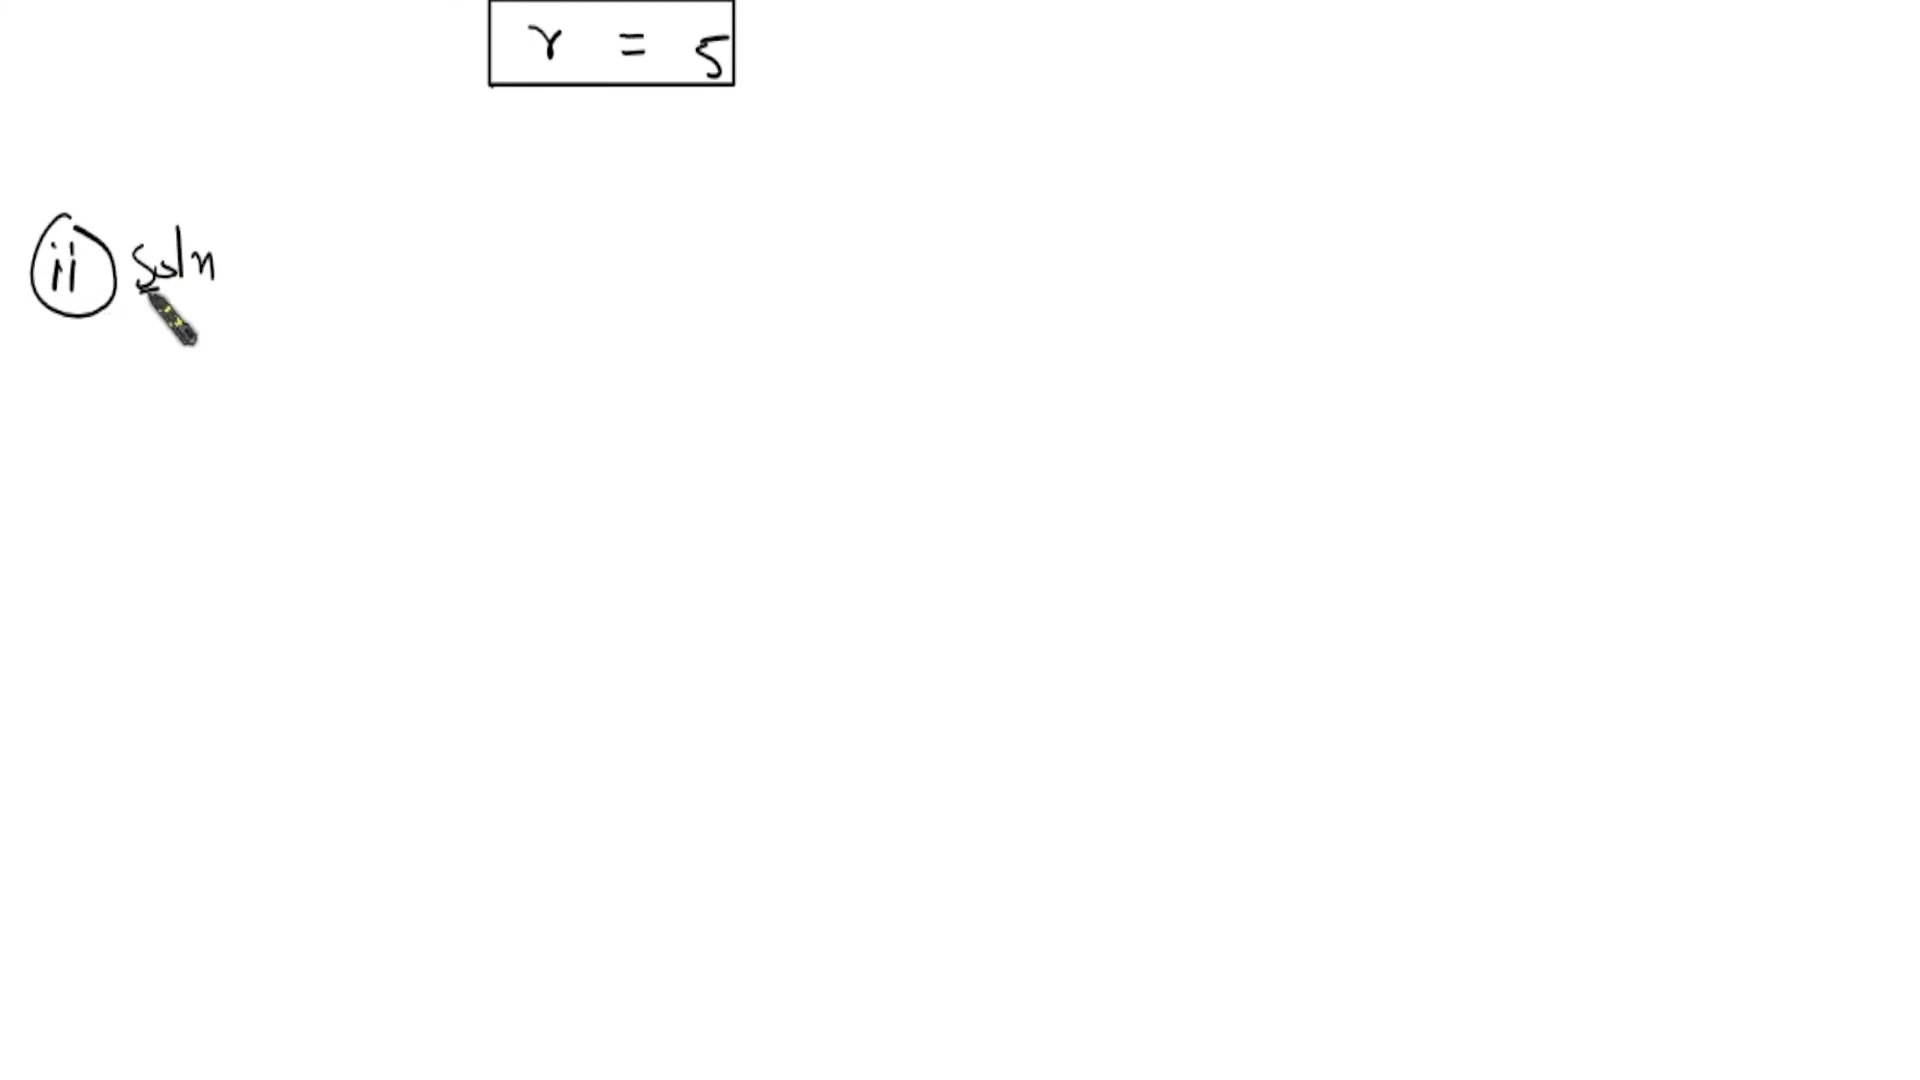 r = 5
ii soln